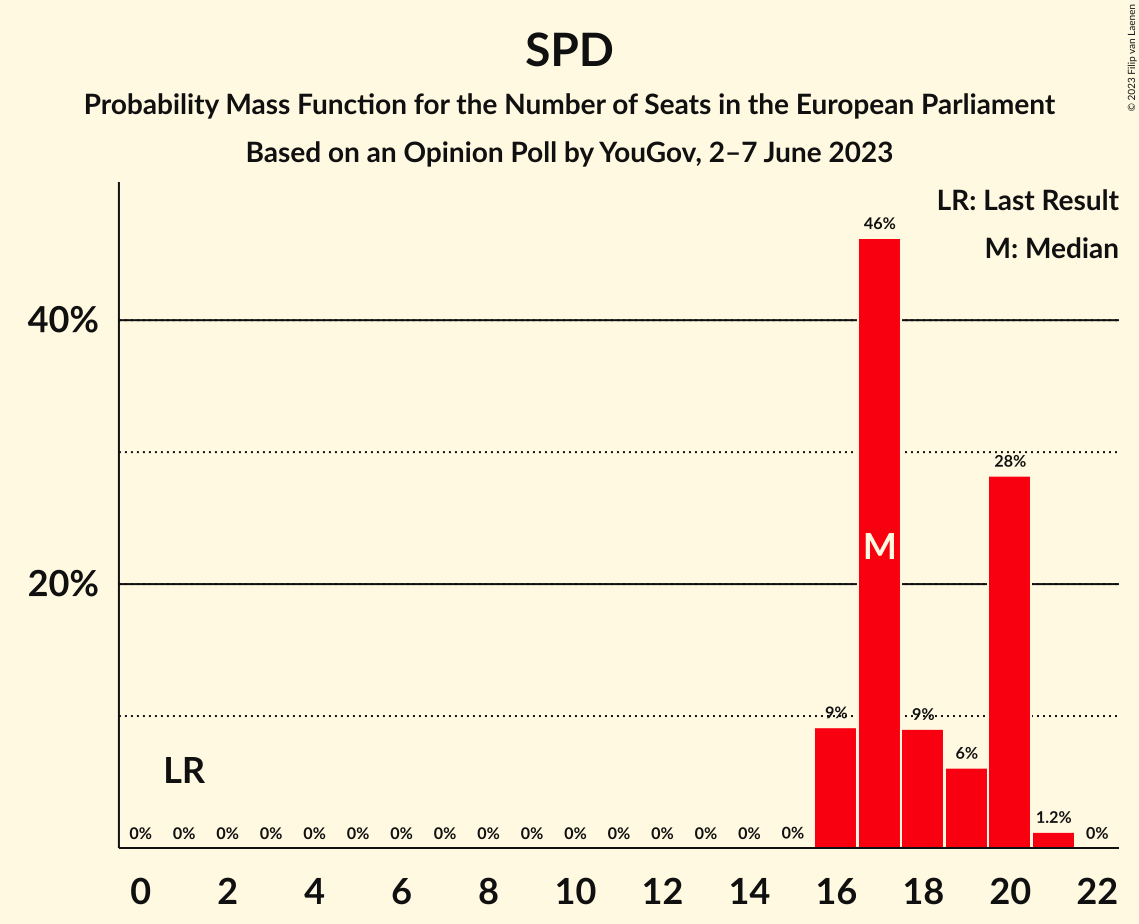 SPD
Probability Mass Function for the Number of Seats in the European Parliament
Based on an Opinion Poll by YouGov, 2–7 June 2023
© 2023 Filip van Laenen
LR: Last Result
M: Median
46%
40%
28%
M
20%
9%
9%
6%
LR
1.2%
0% 0% 0% 0% 0% 0% 0% 0% 0% 0% 0% 0% 0% 0% 0% 0% 0%
0 2 4 6 8 10 12 14 16 18 20 22